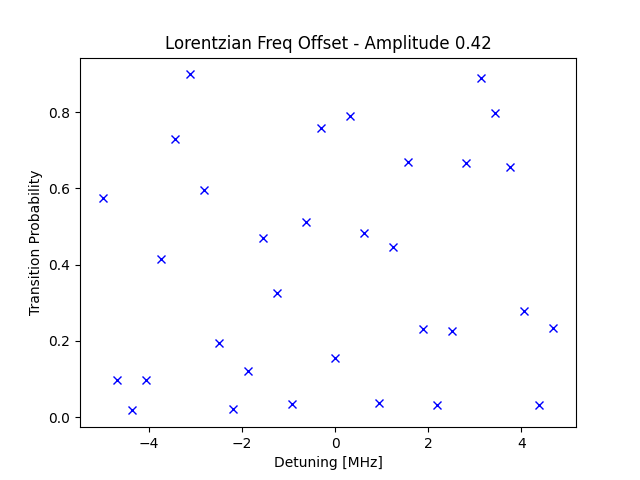 Lorentzian Freq Offset - Amplitude 0.42
Transition Probability
0.8
0.6
0.4
0.2
0.0
−4 −2 0 2 4
Detuning [MHz]